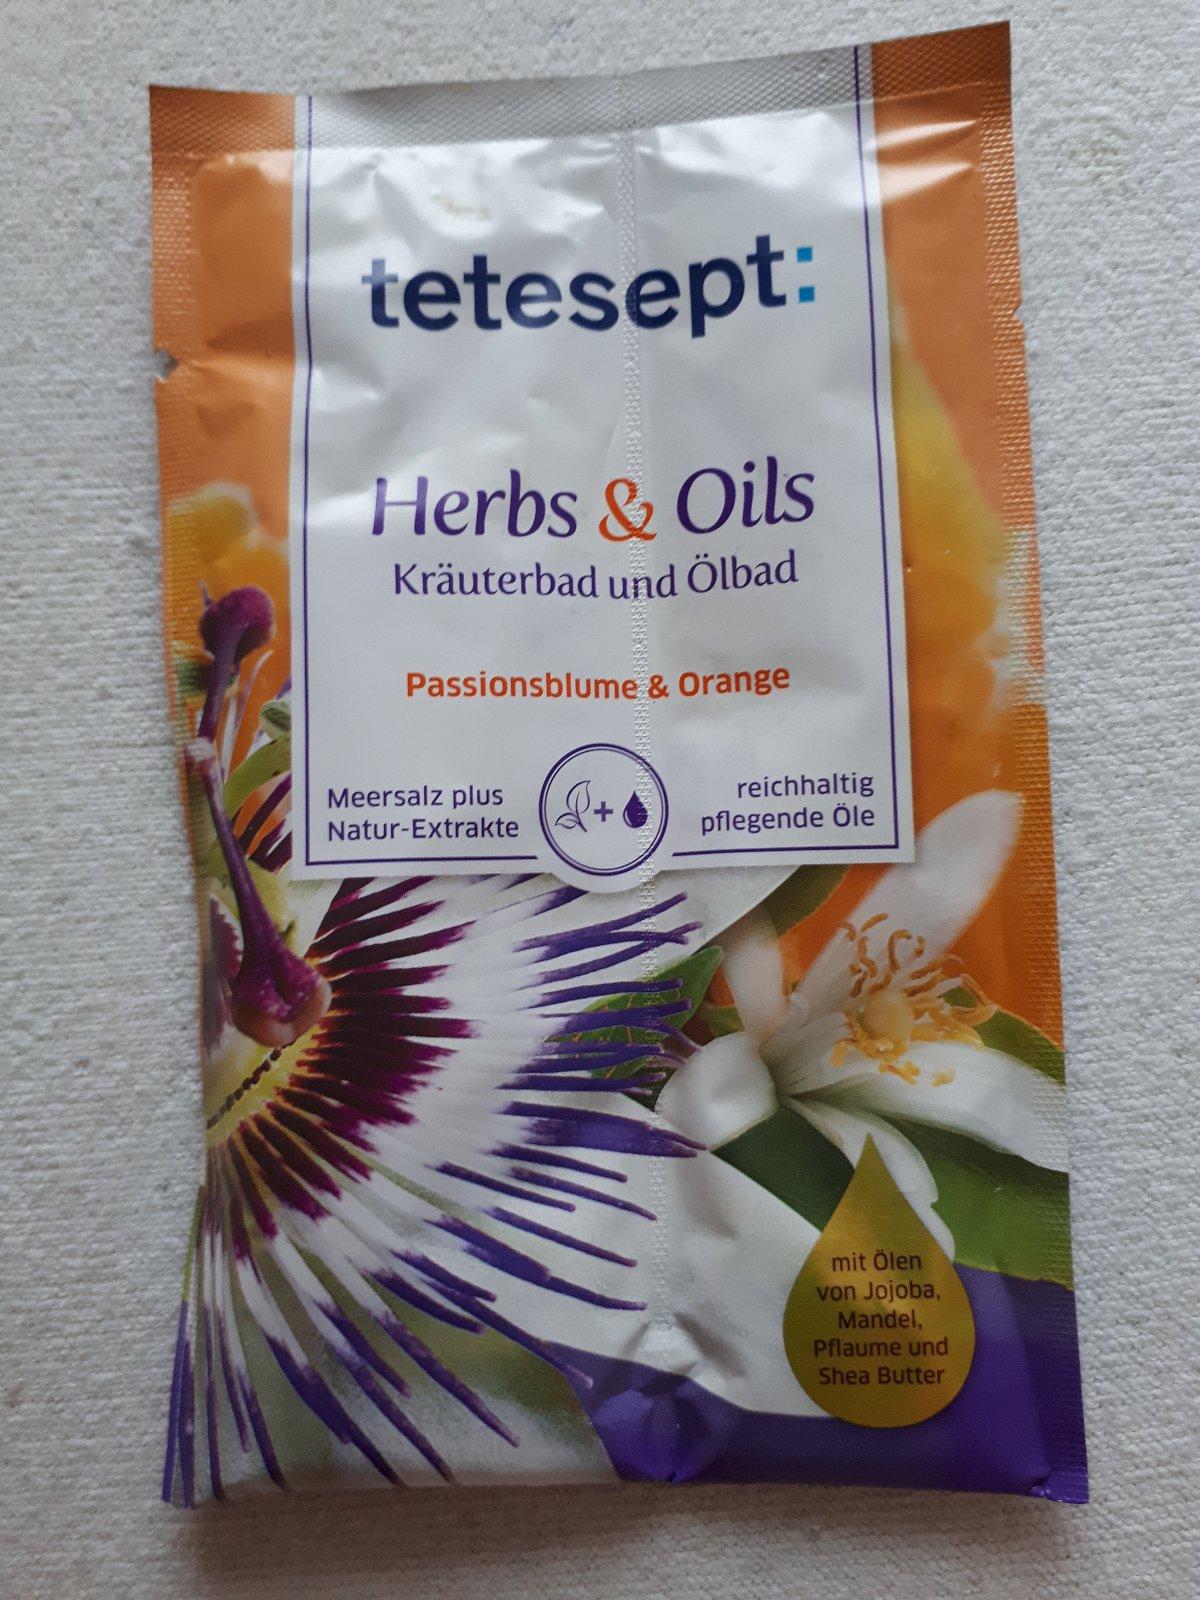 tetesept:
Herbs & Oils
Kräuterbad und Ölbad
Passionsblume & Orange
Meersalz plus
Natur-Extrakte
reichhaltig
pflegende Öle
mit Ölen
von Jojoba,
Mandel,
Pflaume und
Shea Butter